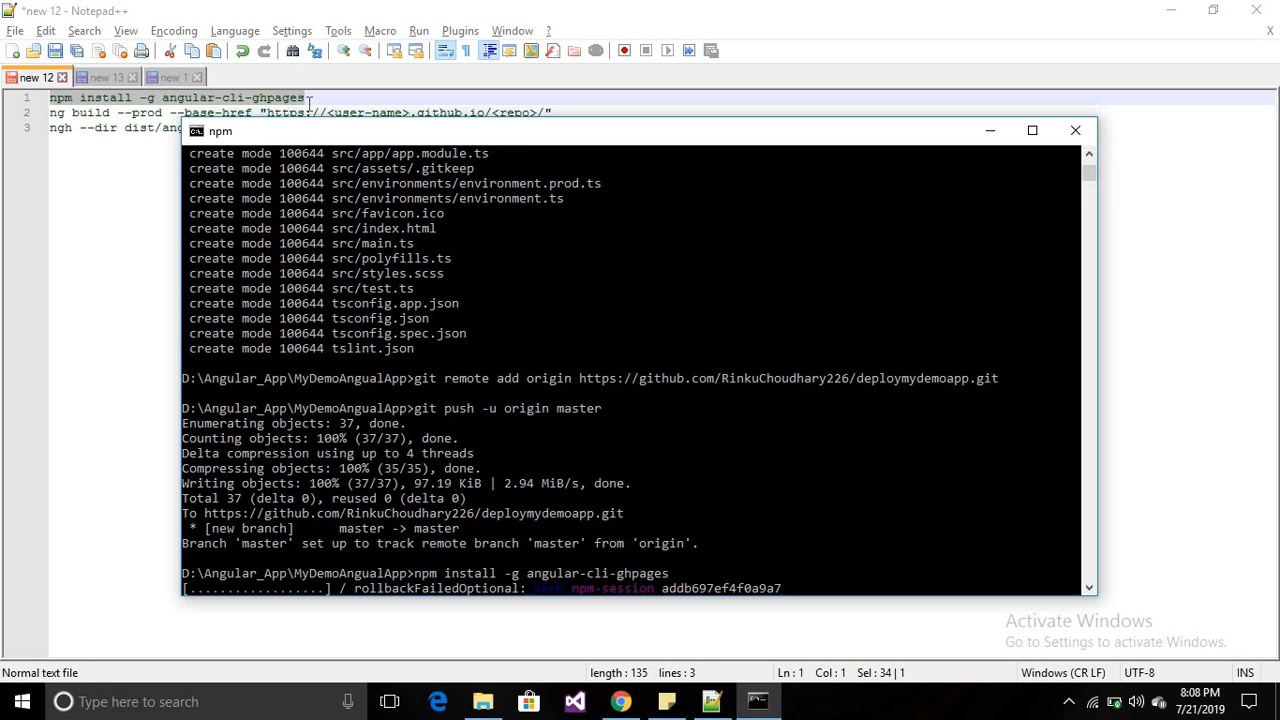 *new 12 - Notepad++
File Edit Search View Encoding Language Settings Tools Macro Run Plugins Window ?
X
new 12 new 13 new 1
1 npm install -g angular-cli-ghpages
2 ng build --prod --base-href "https://<user-name>.github.io/<repo>/"
3 ngh --dir dist/ang
npm
create mode 100644 src/app/app.module.ts
create mode 100644 src/assets/.gitkeep
create mode 100644 src/environments/environment.prod.ts
create mode 100644 src/environments/environment.ts
create mode 100644 src/favicon.ico
create mode 100644 src/index.html
create mode 100644 src/main.ts
create mode 100644 src/polyfills.ts
create mode 100644 src/styles.scss
create mode 100644 src/test.ts
create mode 100644 tsconfig.app.json
create mode 100644 tsconfig.json
create mode 100644 tsconfig.spec.json
create mode 100644 tslint.json
D:\Angular_App\MyDemoAngualApp>git remote add origin https://github.com/RinkuChoudhary226/deploymydemoapp.git
D:\Angular_App\MyDemoAngualApp>git push -u origin master
Enumerating objects: 37, done.
Counting objects: 100% (37/37), done.
Delta compression using up to 4 threads
Compressing objects: 100% (35/35), done.
Writing objects: 100% (37/37), 97.19 KiB | 2.94 MiB/s, done.
Total 37 (delta 0), reused 0 (delta 0)
To https://github.com/RinkuChoudhary226/deploymydemoapp.git
* [new branch] master -> master
Branch 'master' set up to track remote branch 'master' from 'origin'.
D:\Angular_App\MyDemoAngualApp>npm install -g angular-cli-ghpages
[..................] / rollbackFailedOptional: verb npm-session addb697ef4f0a9a7
Activate Windows
Go to Settings to activate Windows.
Normal text file length : 135 lines : 3 Ln : 1 Col : 1 Sel : 34 | 1 Windows (CR LF) UTF-8 INS
Type here to search
8:08 PM
7/21/2019